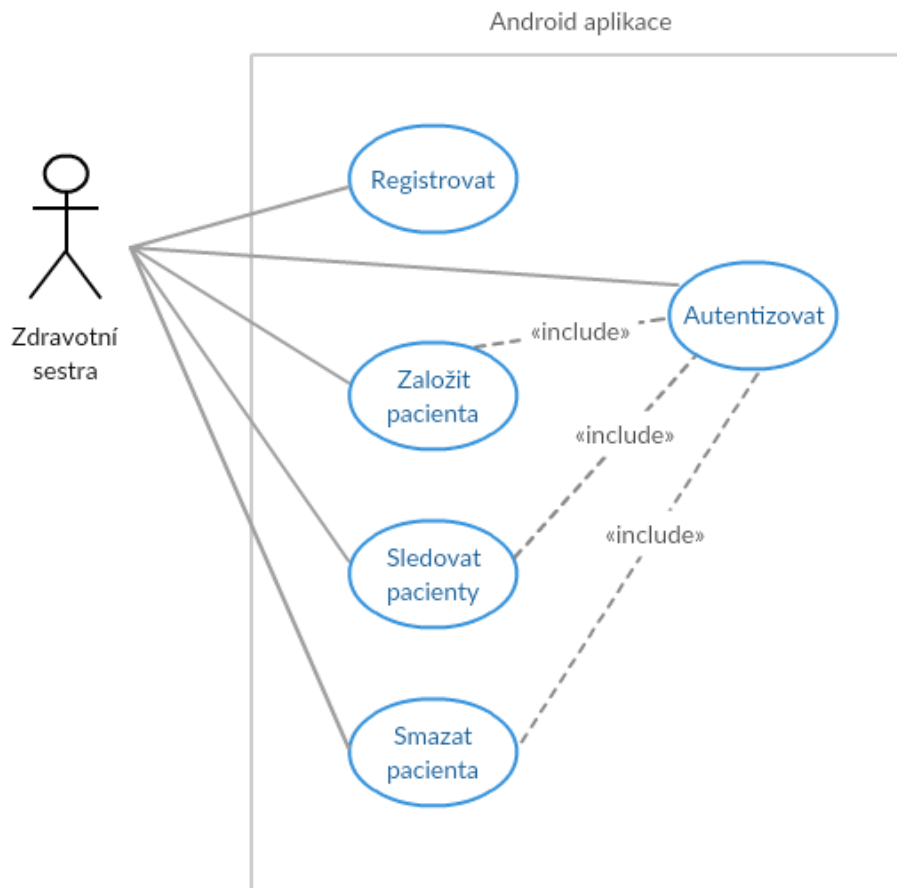 Android aplikace
Registrovat
Zdravotní
sestra
Autentizovat
«include»
Založit
pacienta
«include»
«include»
Sledovat
pacienty
Smazat
pacienta